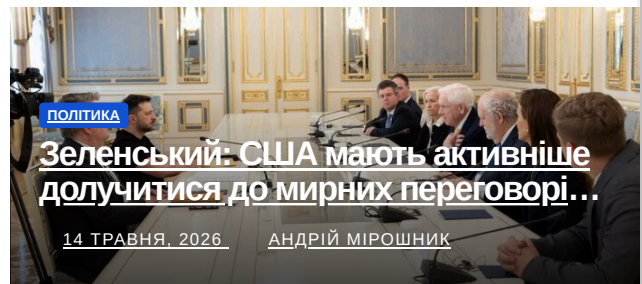 ПОЛІТИКА
Зеленський: США мають активніше
долучитися до мирних переговорі...
14 ТРАВНЯ, 2026 АНДРІЙ МІРОШНИК